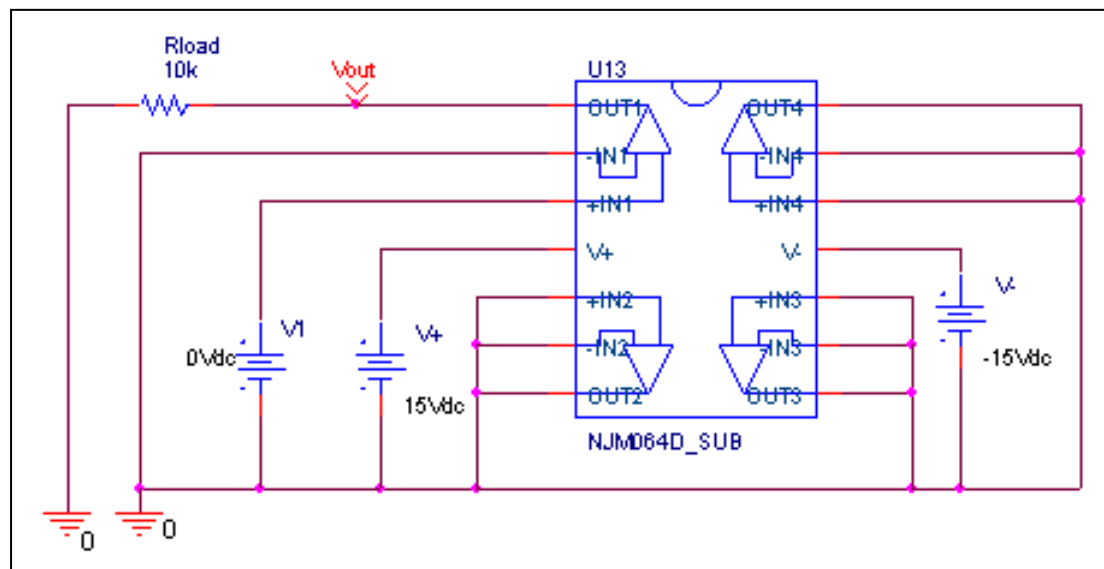 Rload
10k
Vout
U13
OUT1
OUT4
-IN1
-IN4
+IN1
+IN4
V+
V-
+IN2
+IN3
V-
V1
V+
0Vdc
-IN2
-IN3
-15Vdc
15Vdc
OUT2
OUT3
NJM064D_SUB
0
0